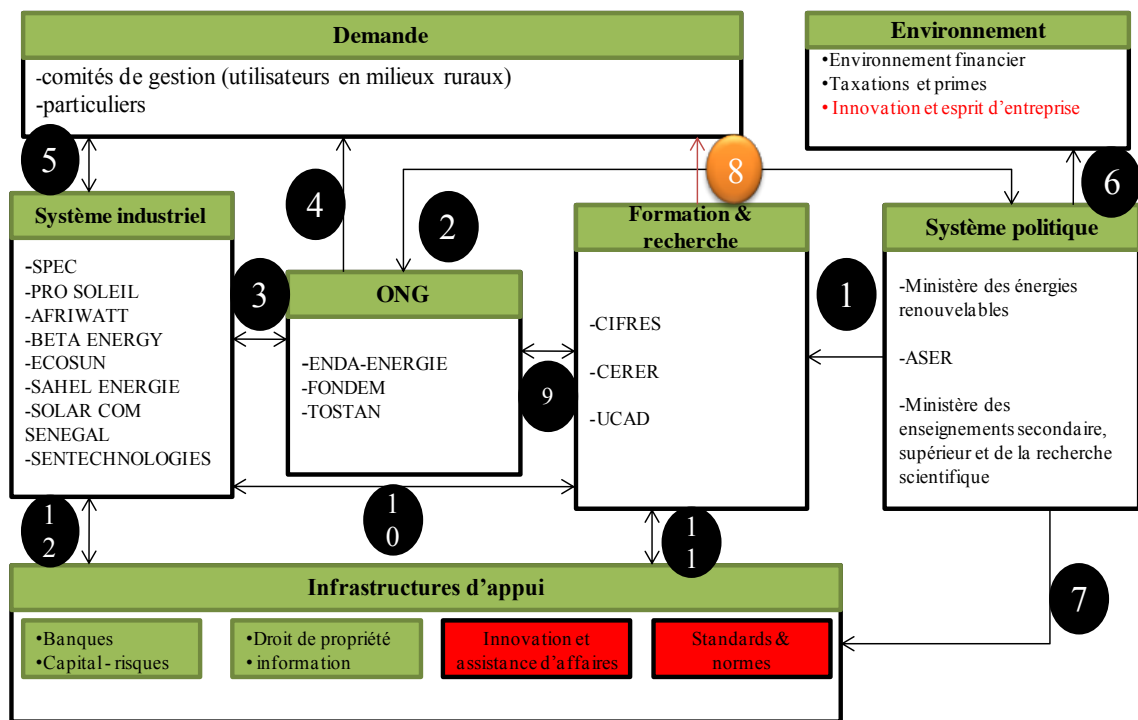 Demande
-comités de gestion (utilisateurs en milieux ruraux)
-particuliers
Environnement
•Environnement financier
•Taxations et primes
•Innovation et esprit d’entreprise
5
4
2
8
6
Système industriel
-SPEC
-PRO SOLEIL
-AFRIWATT
-BETA ENERGY
-ECOSUN
-SAHEL ENERGIE
-SOLAR COM
SENEGAL
-SENTECHNOLOGIES
3
ONG
-ENDA-ENERGIE
-FONDEM
-TOSTAN
9
Formation &
recherche
-CIFRES
-CERER
-UCAD
1
Système politique
-Ministère des énergies
renouvelables
-ASER
-Ministère des
enseignements secondaire,
supérieur et de la recherche
scientifique
1
2
1
0
1
1
7
Infrastructures d’appui
•Banques
•Capital - risques
•Droit de propriété
• information
Innovation et
assistance d’affaires
Standards &
normes